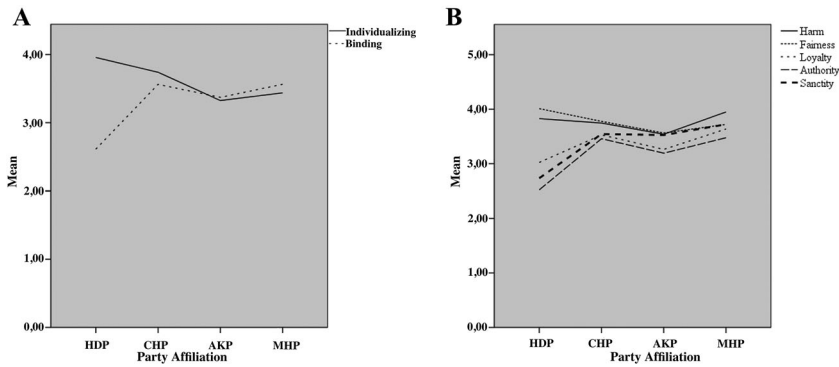 A
Individualizing
Binding
4,00
3,00
2,00
1,00
0,00
Mean
HDP CHP AKP MHP
Party Affiliation
B
Harm
Fairness
Loyalty
Authority
Sanctity
5,00
4,00
3,00
2,00
1,00
0,00
Mean
HDP CHP AKP MHP
Party Affiliation